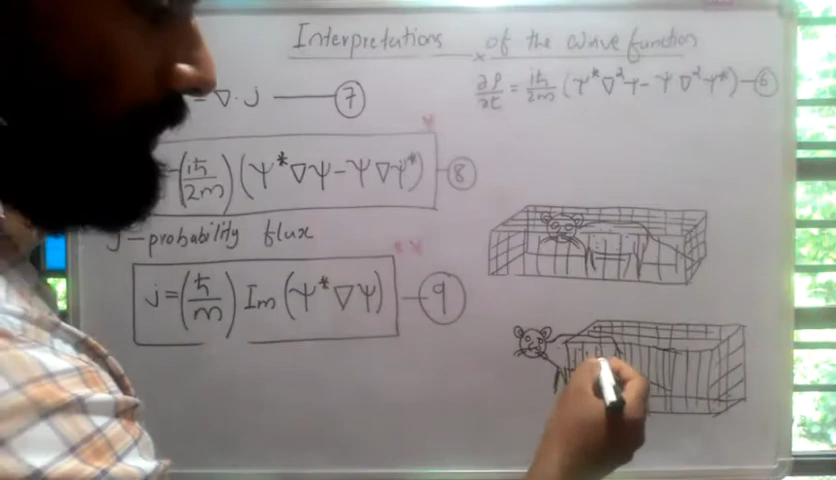 Interpretations of the wave function
∂ρ/∂t = iħ/2m (Ψ* ∇²Ψ - Ψ ∇²Ψ*) — 6
= ∇·j — 7
= (iħ/2m) (Ψ* ∇Ψ - Ψ ∇Ψ*) — 8
j - probability flux
j = (ħ/m) Im (Ψ* ∇Ψ) — 9